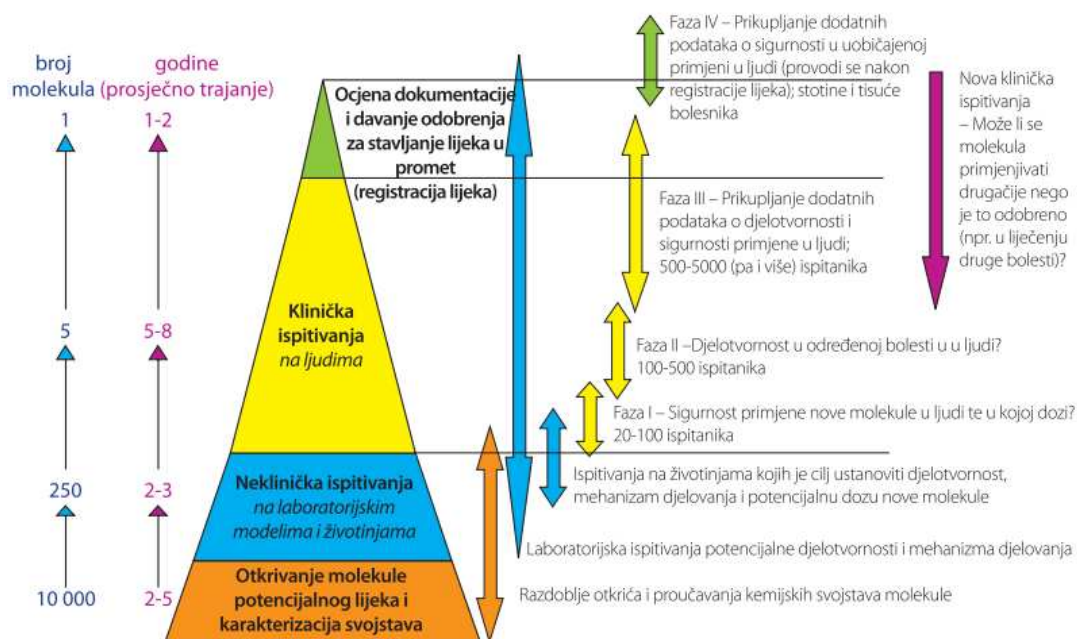 broj
molekula
godine
(prosječno trajanje)
1
1-2
5
5-8
250
2-3
10 000
2-5
Ocjena dokumentacije
i davanje odobrenja
za stavljanje lijeka u
promet
(registracija lijeka)
Klinička
ispitivanja
na ljudima
Neklinička ispitivanja
na laboratorijskim
modelima i životinjama
Otkrivanje molekule
potencijalnog lijeka i
karakterizacija svojstava
Faza IV – Prikupljanje dodatnih
podataka o sigurnosti u uobičajenoj
primjeni u ljudi (provodi se nakon
registracije lijeka); stotine i tisuće
bolesnika
Faza III – Prikupljanje dodatnih
podataka o djelotvornosti i
sigurnosti primjene u ljudi;
500-5000 (pa i više) ispitanika
Faza II –Djelotvornost u određenoj bolesti u u ljudi?
100-500 ispitanika
Faza I – Sigurnost primjene nove molekule u ljudi te u kojoj dozi?
20-100 ispitanika
Ispitivanja na životinjama kojih je cilj ustanoviti djelotvornost,
mehanizam djelovanja i potencijalnu dozu nove molekule
Laboratorijska ispitivanja potencijalne djelotvornosti i mehanizma djelovanja
Razdoblje otkrića i proučavanja kemijskih svojstava molekule
Nova klinička
ispitivanja
– Može li se
molekula
primjenjivati
drugačije nego
je to odobreno
(npr. u liječenju
druge bolesti)?